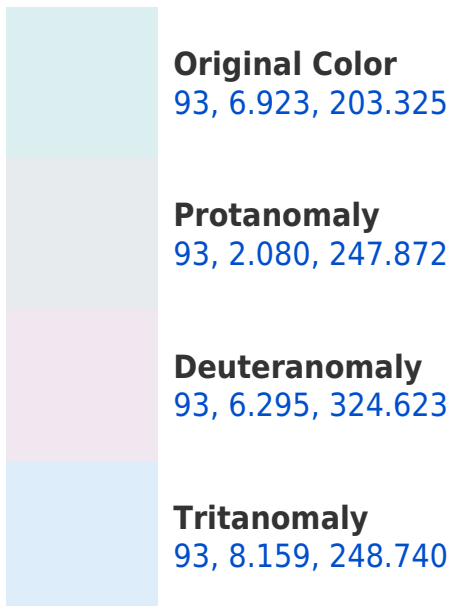 Original Color
93, 6.923, 203.325
Protanomaly
93, 2.080, 247.872
Deuteranomaly
93, 6.295, 324.623
Tritanomaly
93, 8.159, 248.740